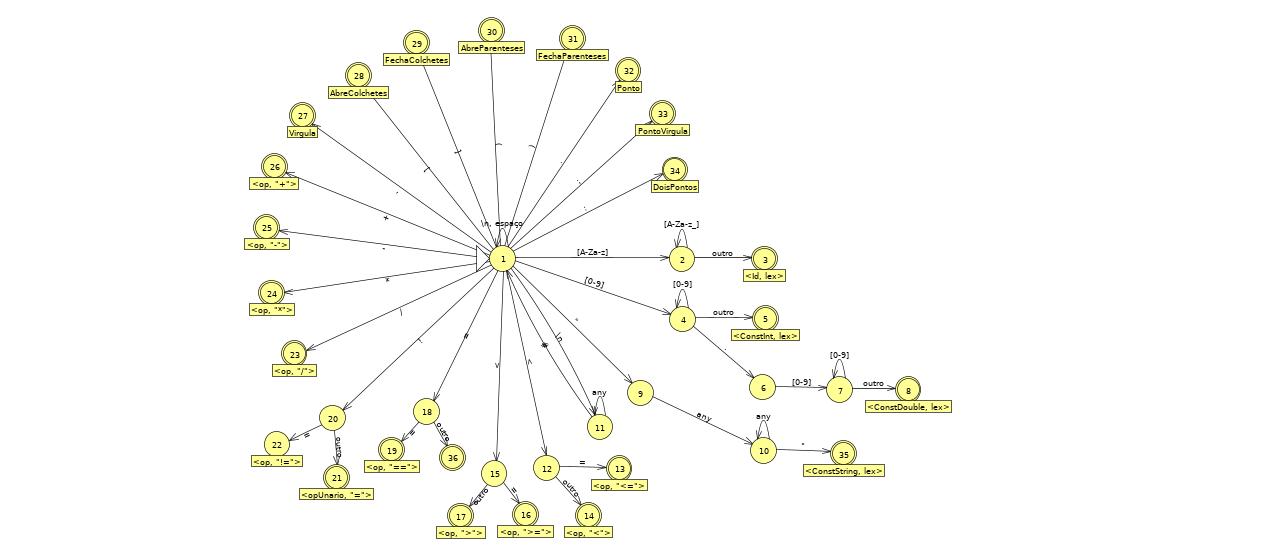 30
AbreParenteses
31
FechaParenteses
29
FechaColchetes
32
Ponto
28
AbreColchetes
33
PontoVirgula
27
Virgula
34
DoisPontos
26
<op, "+">
25
<op, "-">
24
<op, "*">
23
<op, "/">
\n, espaço
1
[A-Za-z]
[A-Za-z_]
2
outro
3
<Id, lex>
[0-9]
[0-9]
4
outro
5
<ConstInt, lex>
6
[0-9]
[0-9]
7
outro
8
<ConstDouble, lex>
"
9
any
any
10
"
35
<ConstString, lex>
#
\n
any
11
<
12
=
13
<op, "<=">
outro
14
<op, "<">
>
15
outro
17
<op, ">">
=
16
<op, ">=">
=
18
=
19
<op, "==">
outro
36
!
20
=
22
<op, "!=">
outro
21
<opUnario, "=">
+
-
*